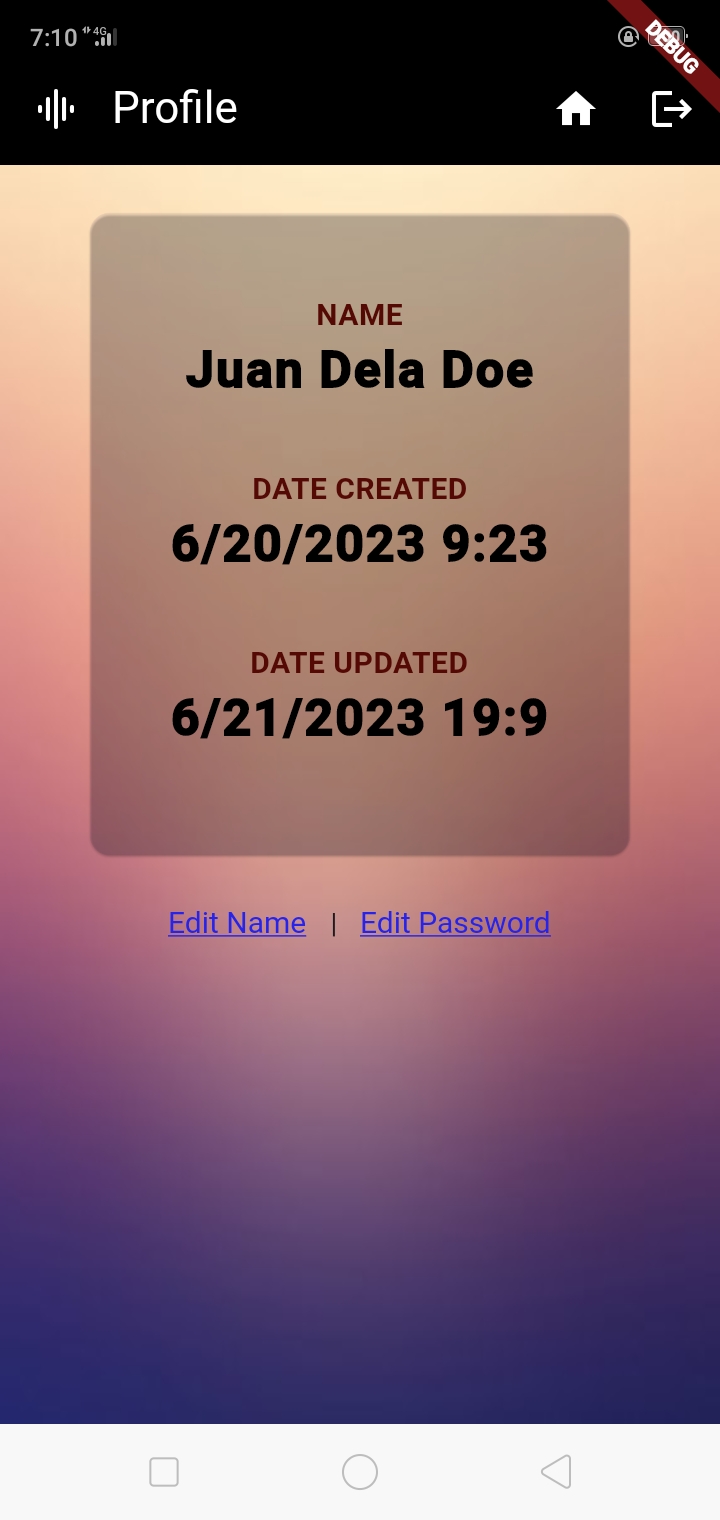 7:10 4G
DEBUG
Profile
NAME
Juan Dela Doe
DATE CREATED
6/20/2023 9:23
DATE UPDATED
6/21/2023 19:9
Edit Name | Edit Password